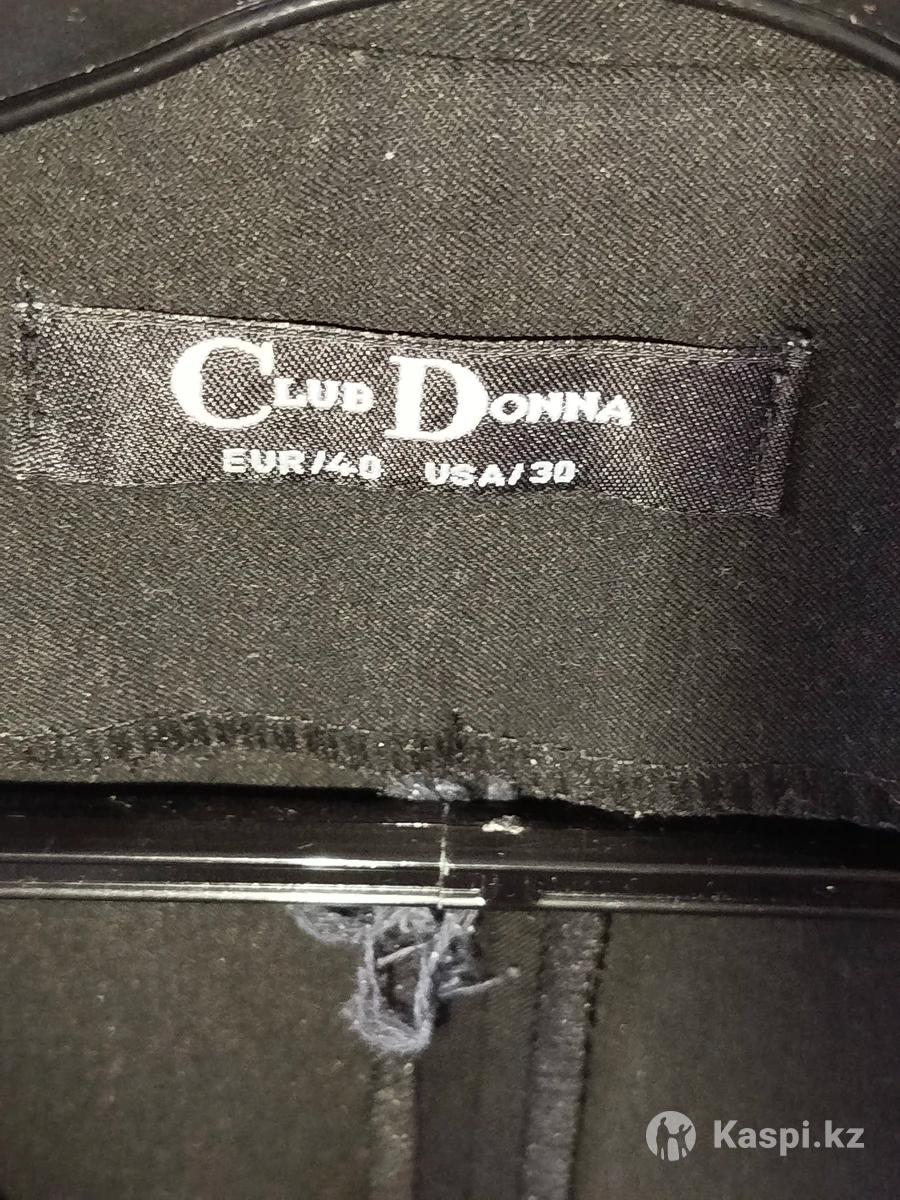 CLUB DONNA
EUR/40 USA/30
Kaspi.kz